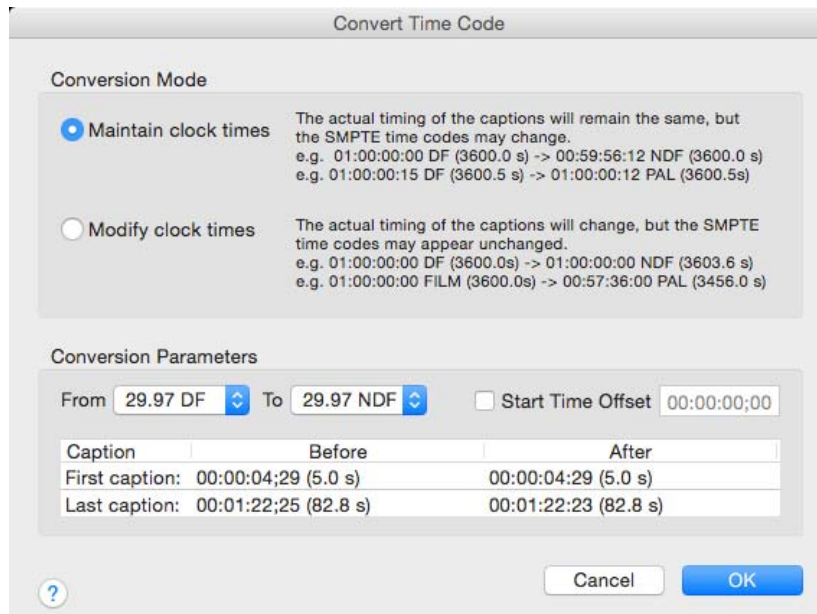 Convert Time Code
Conversion Mode
Maintain clock times
The actual timing of the captions will remain the same, but
the SMPTE time codes may change.
e.g.  01:00:00:00 DF (3600.0 s) -> 00:59:56:12 NDF (3600.0 s)
e.g. 01:00:00:15 DF (3600.5 s) -> 01:00:00:12 PAL (3600.5s)
Modify clock times
The actual timing of the captions will change, but the SMPTE
time codes may appear unchanged.
e.g. 01:00:00:00 DF (3600.0s) -> 01:00:00:00 NDF (3603.6 s)
e.g. 01:00:00:00 FILM (3600.0s) -> 00:57:36:00 PAL (3456.0 s)
Conversion Parameters
From 29.97 DF To 29.97 NDF Start Time Offset 00:00:00;00
Caption Before After
First caption: 00:00:04;29 (5.0 s) 00:00:04:29 (5.0 s)
Last caption: 00:01:22;25 (82.8 s) 00:01:22:23 (82.8 s)
? Cancel OK